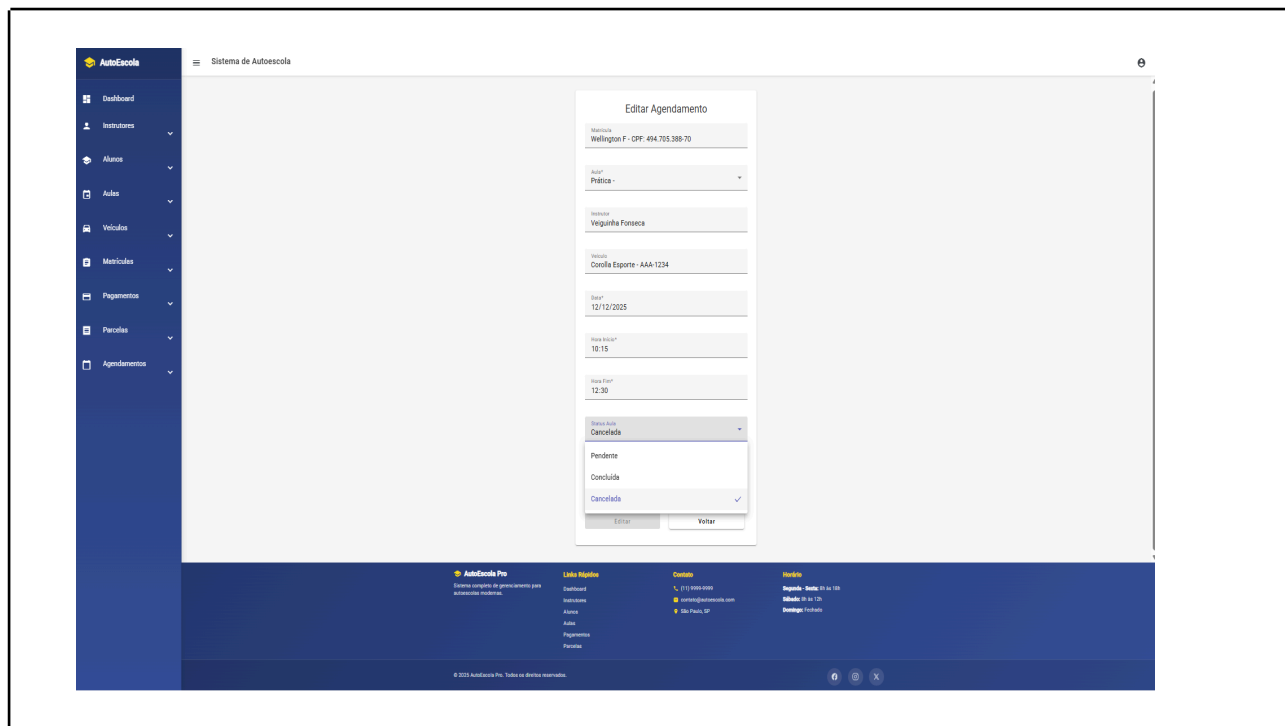 AutoEscola
Sistema de Autoescola
Dashboard
Instrutores
Alunos
Aulas
Veículos
Matrículas
Pagamentos
Parcelas
Agendamentos
Editar Agendamento
Matrícula
Wellington F - CPF: 494.705.388-70
Aula*
Prática -
Instrutor
Veiguinha Fonseca
Veículo
Corolla Esporte - AAA-1234
Data*
12/12/2025
Hora Início*
10:15
Hora Fim*
12:30
Status Aula
Cancelada
Pendente
Concluída
Cancelada
Editar Voltar
AutoEscola Pro
Sistema completo de gerenciamento para
autoescolas modernas.
Links Rápidos
Dashboard
Instrutores
Alunos
Aulas
Pagamentos
Parcelas
Contato
(11) 9999-9999
contato@autoescola.com
São Paulo, SP
Horário
Segunda - Sexta: 8h às 18h
Sábado: 8h às 12h
Domingo: Fechado
© 2025 AutoEscola Pro. Todos os direitos reservados.